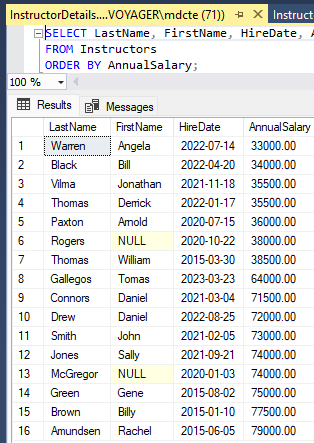 InstructorDetails....VOYAGER\mdcte (71)) Instruct
SELECT LastName, FirstName, HireDate, A
FROM Instructors
ORDER BY AnnualSalary;
100 %
Results Messages
LastName FirstName HireDate AnnualSalary
1 Warren Angela 2022-07-14 33000.00
2 Black Bill 2022-04-20 34000.00
3 Vilma Jonathan 2021-11-18 35500.00
4 Thomas Derrick 2022-01-17 35500.00
5 Paxton Arnold 2020-07-15 36000.00
6 Rogers NULL 2020-10-22 38000.00
7 Thomas William 2015-03-30 38500.00
8 Gallegos Tomas 2023-03-23 64000.00
9 Connors Daniel 2021-03-04 71500.00
10 Drew Daniel 2022-08-25 72000.00
11 Smith John 2021-02-05 73000.00
12 Jones Sally 2021-09-21 74000.00
13 McGregor NULL 2020-01-03 74000.00
14 Green Gene 2015-08-02 75000.00
15 Brown Billy 2015-01-10 77500.00
16 Amundsen Rachel 2015-06-05 79000.00